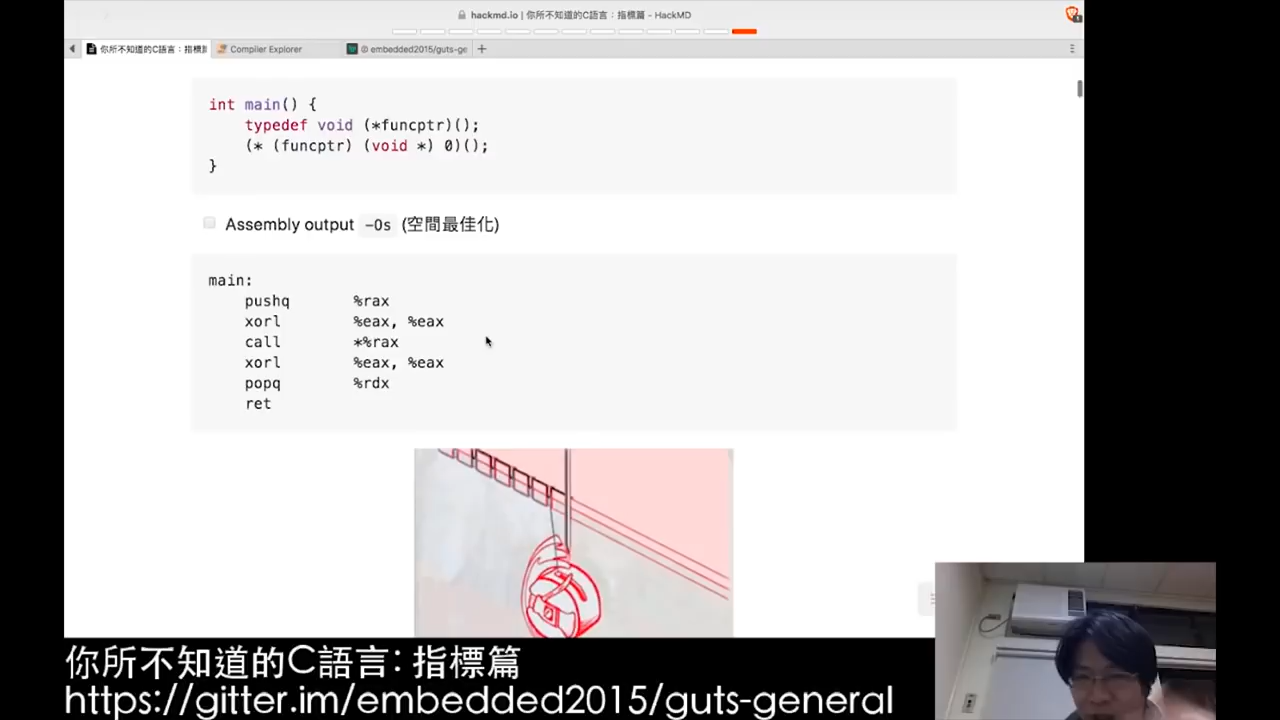 hackmd.io | 你所不知道的C語言：指標篇 - HackMD
你所不知道的C語言：指標
Compiler Explorer
@ embedded2015/guts-ge
int main() {
typedef void (*funcptr)();
(* (funcptr) (void *) 0)();
}
Assembly output -Os (空間最佳化)
main:
pushq %rax
xorl %eax, %eax
call *%rax
xorl %eax, %eax
popq %rdx
ret
你所不知道的C語言: 指標篇
https://gitter.im/embedded2015/guts-general